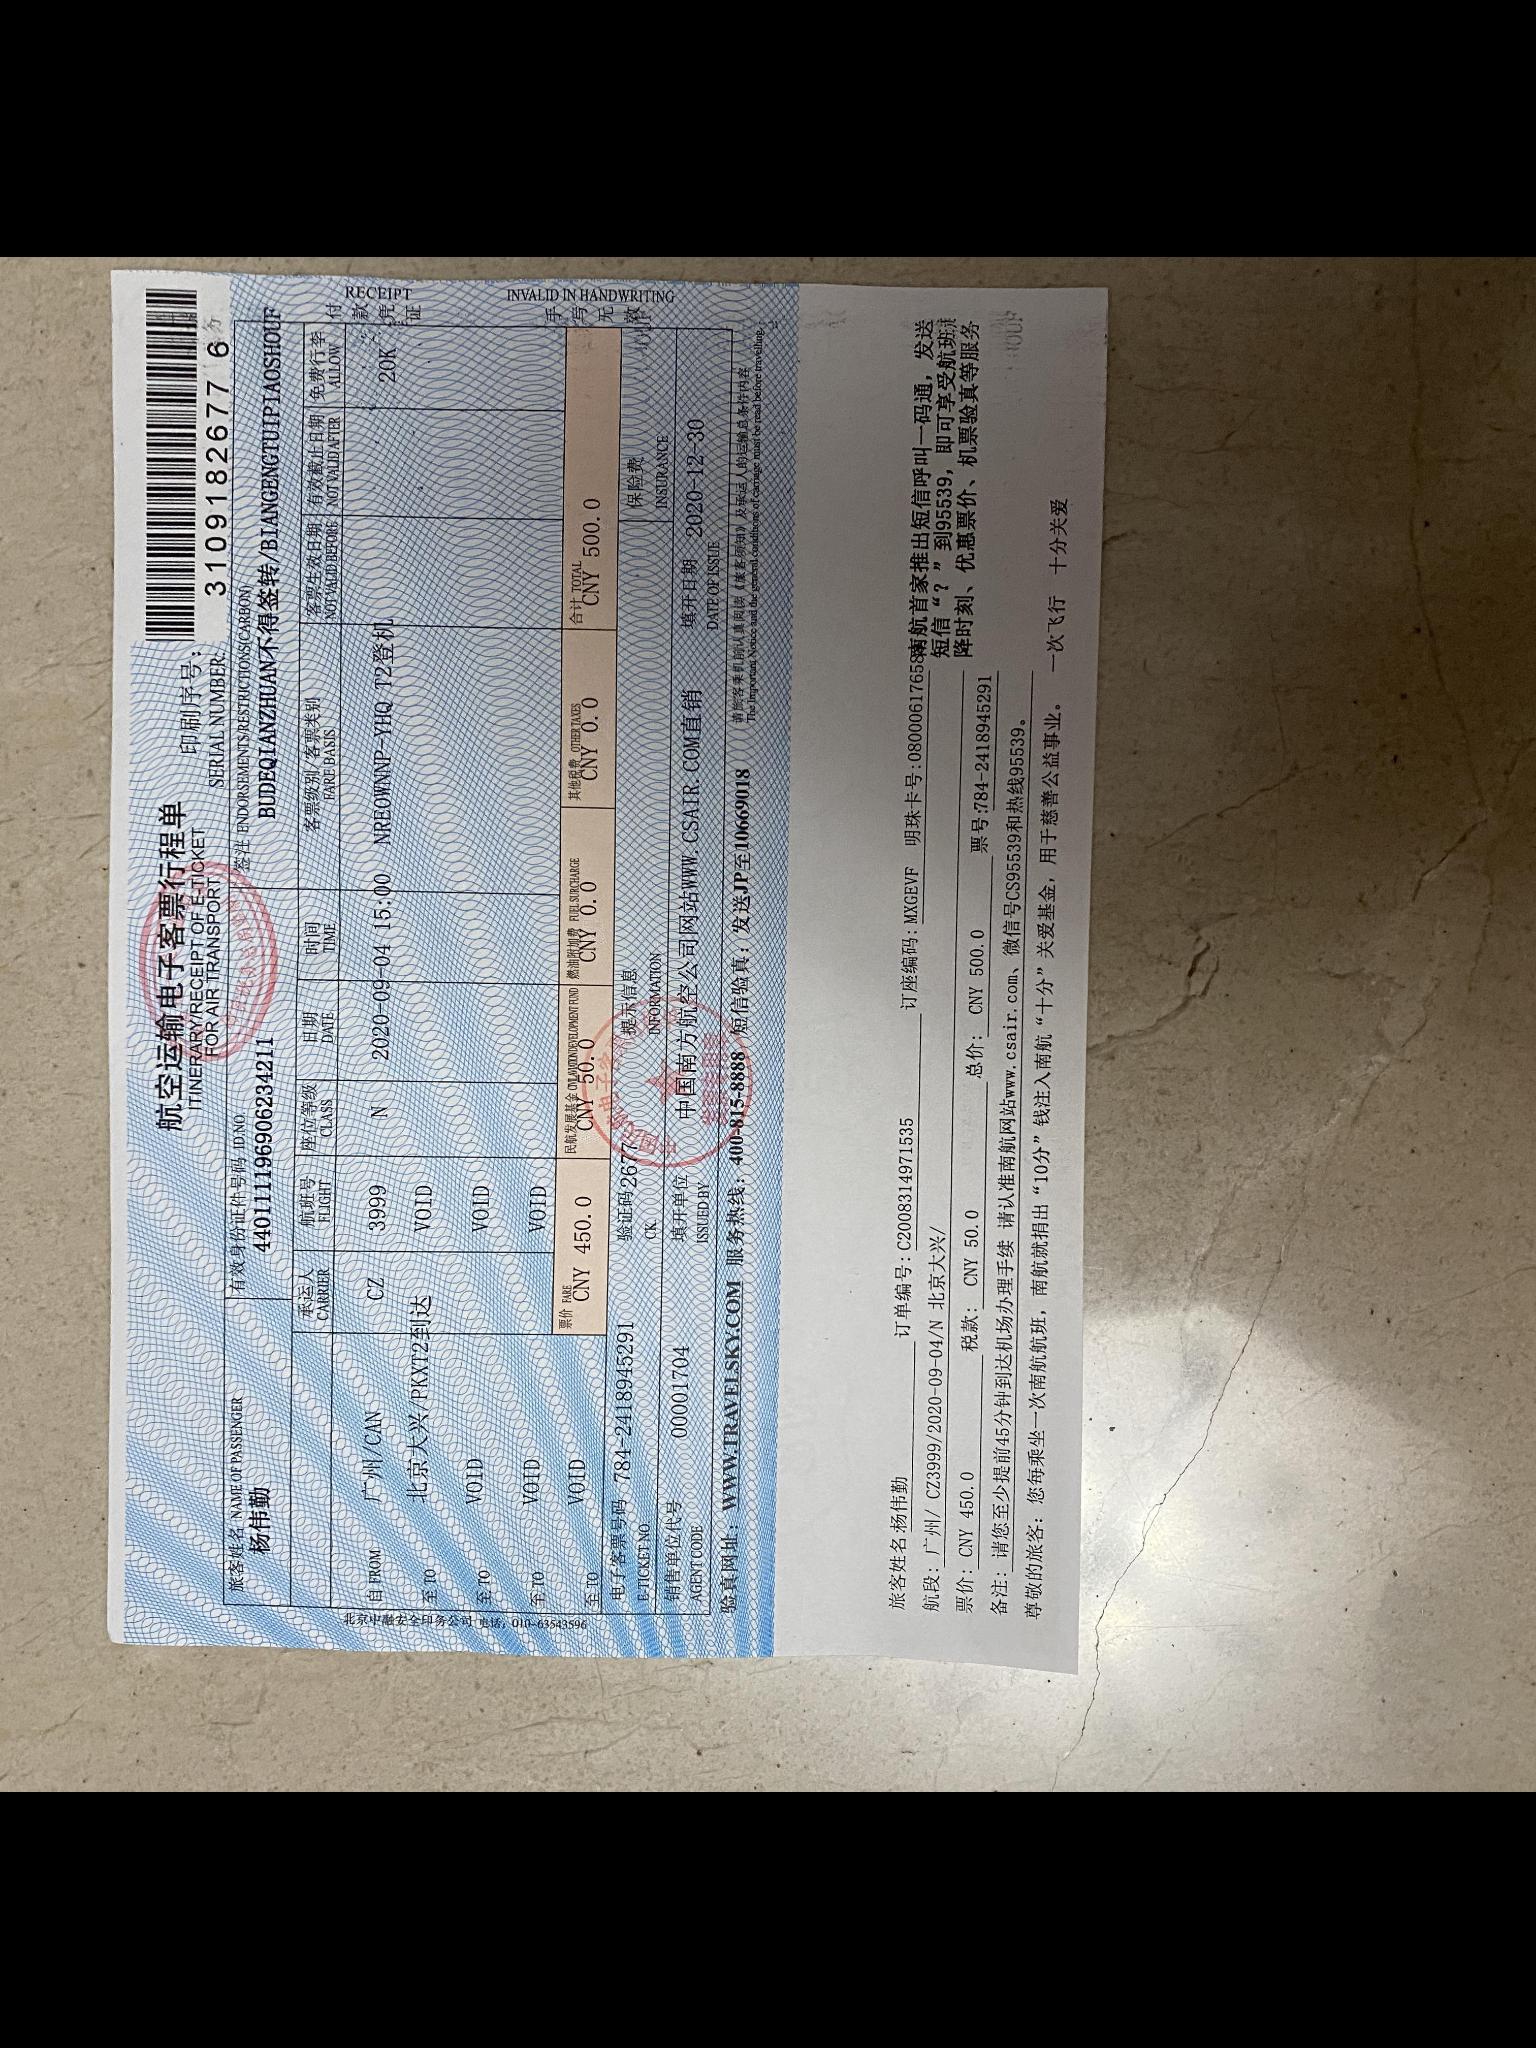 航空运输电子客票行程单
ITINERARY/RECEIPT OF E-TICKET
FOR AIR TRANSPORT
印刷序号:
SERIAL NUMBER:
31091826776
旅客姓名 NAME OF PASSENGER
杨伟勤
有效身份证件号码 ID NO.
440111196906234211
签注 ENDORSEMENTS/RESTRICTIONS(CARBON)
BUDEQIANZHUAN不得签转/BIANGENGTUIPIAOSHOUF
承运人 CARRIER
航班号 FLIGHT
座位等级 CLASS
日期 DATE
时间 TIME
客票级别/客票类别 FARE BASIS
客票生效日期 NOT VALID BEFORE
有效截止日期 NOT VALID AFTER
免费行李 ALLOW
自 FROM 广州/CAN CZ 3999 N 2020-09-04 15:00 NREOWNNP-YHQ T2登机 20K
至 TO 北京大兴/PKXT2到达 VOID
至 TO VOID VOID
至 TO VOID VOID
至 TO VOID
票价 FARE CNY 450.0
民航发展基金 CIVIL AVIATION DEVELOPMENT FUND CNY 50.0
燃油附加费 FUEL SURCHARGE CNY 0.0
其他税费 OTHER TAXES CNY 0.0
合计 TOTAL CNY 500.0
电子客票号码 784-2418945291
E-TICKET NO
验证码 2677
CK
提示信息
INFORMATION
保险费
INSURANCE
销售单位代号 00001704
AGENT CODE
填开单位 中国南方航空公司网站WWW.CSAIR.COM直销
ISSUED BY
填开日期 2020-12-30
DATE OF ISSUE
验真网址:WWW.TRAVELSKY.COM 服务热线:400-815-8888 短信验真:发送JP至10669018
请旅客乘机前认真阅读《旅客须知》及承运人的运输总条件内容
The Important Notice and the general conditions of carriage must be read before travelling.
付款凭证
RECEIPT
手写无效
INVALID IN HANDWRITING
北京中融安全印务公司 电话:010-63543596
旅客姓名 杨伟勤 订单编号:C2008314971535 订座编码:MXGEVF 明珠卡号:0800061765
航段:广州/ CZ3999/2020-09-04/N 北京大兴/
票价:CNY 450.0 税款:CNY 50.0 总价:CNY 500.0 票号:784-2418945291
备注:请您至少提前45分钟到达机场办理手续 请认准南航网站www.csair.com、微信号CS95539和热线95539。
尊敬的旅客:您每乘坐一次南航航班,南航就捐出“10分”钱注入南航“十分”关爱基金,用于慈善公益事业。 一次飞行 十分关爱
南航首家推出短信呼叫一码通,发送
短信“?”到95539,即可享受航班
降时刻、优惠票价、机票验真等服务